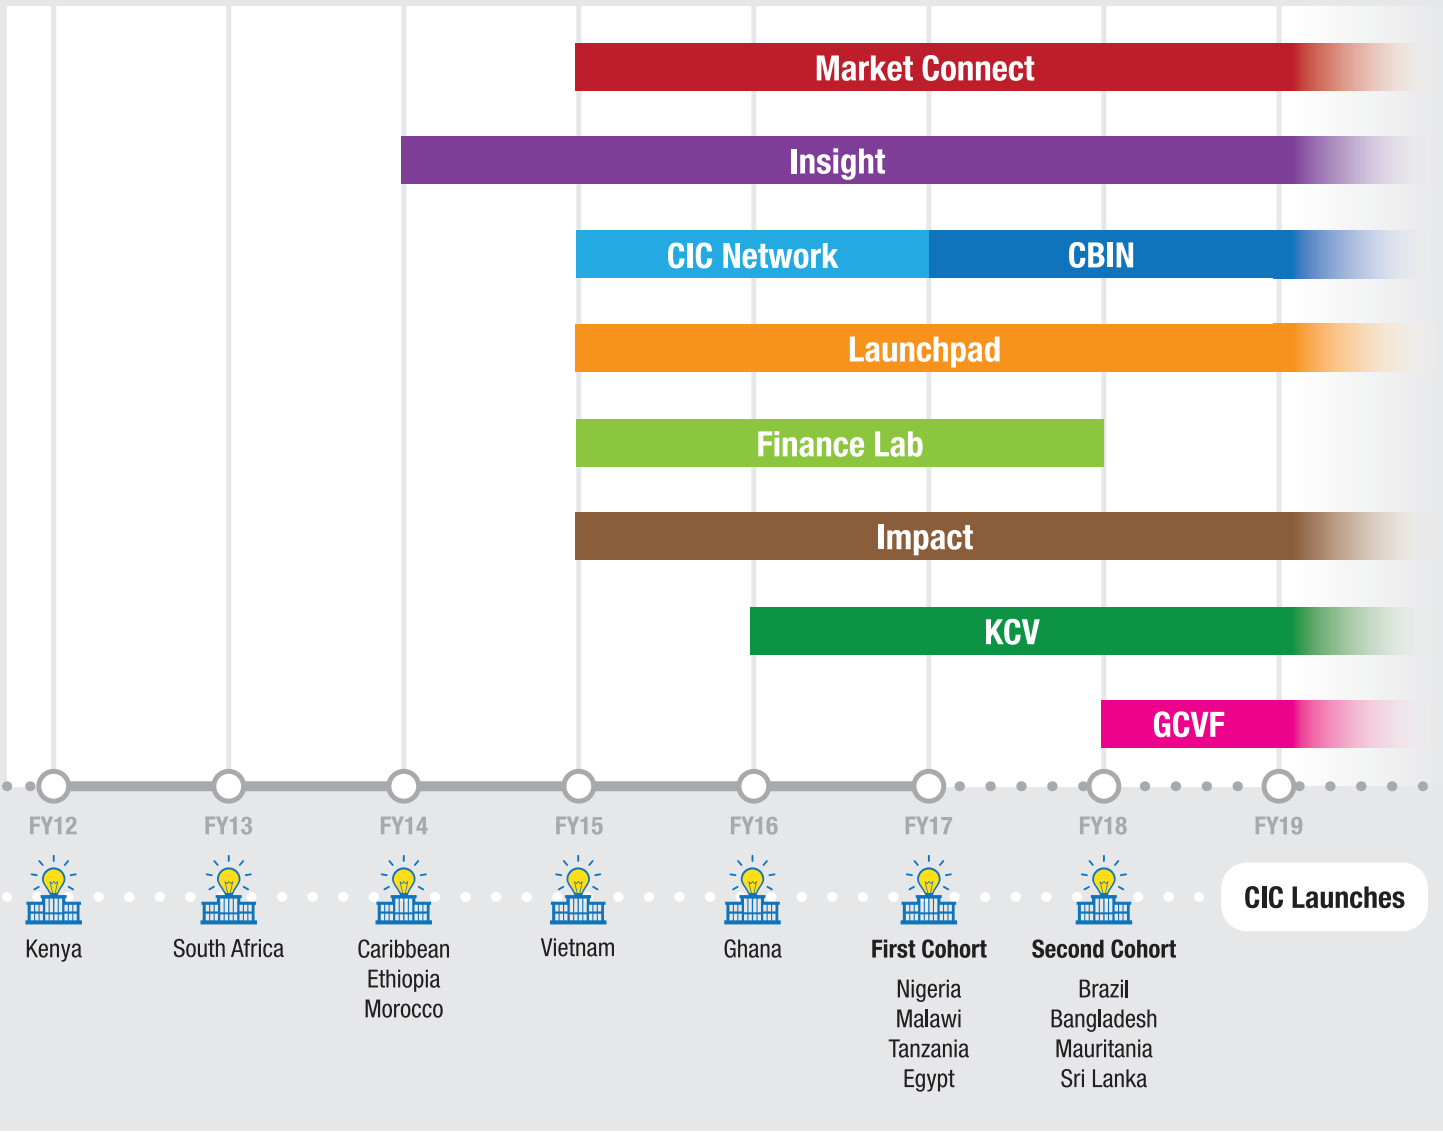 Market Connect
Insight
CIC Network CBIN
Launchpad
Finance Lab
Impact
KCV
GCVF
FY12 FY13 FY14 FY15 FY16 FY17 FY18 FY19
CIC Launches
Kenya
South Africa
Caribbean
Ethiopia
Morocco
Vietnam
Ghana
First Cohort
Nigeria
Malawi
Tanzania
Egypt
Second Cohort
Brazil
Bangladesh
Mauritania
Sri Lanka